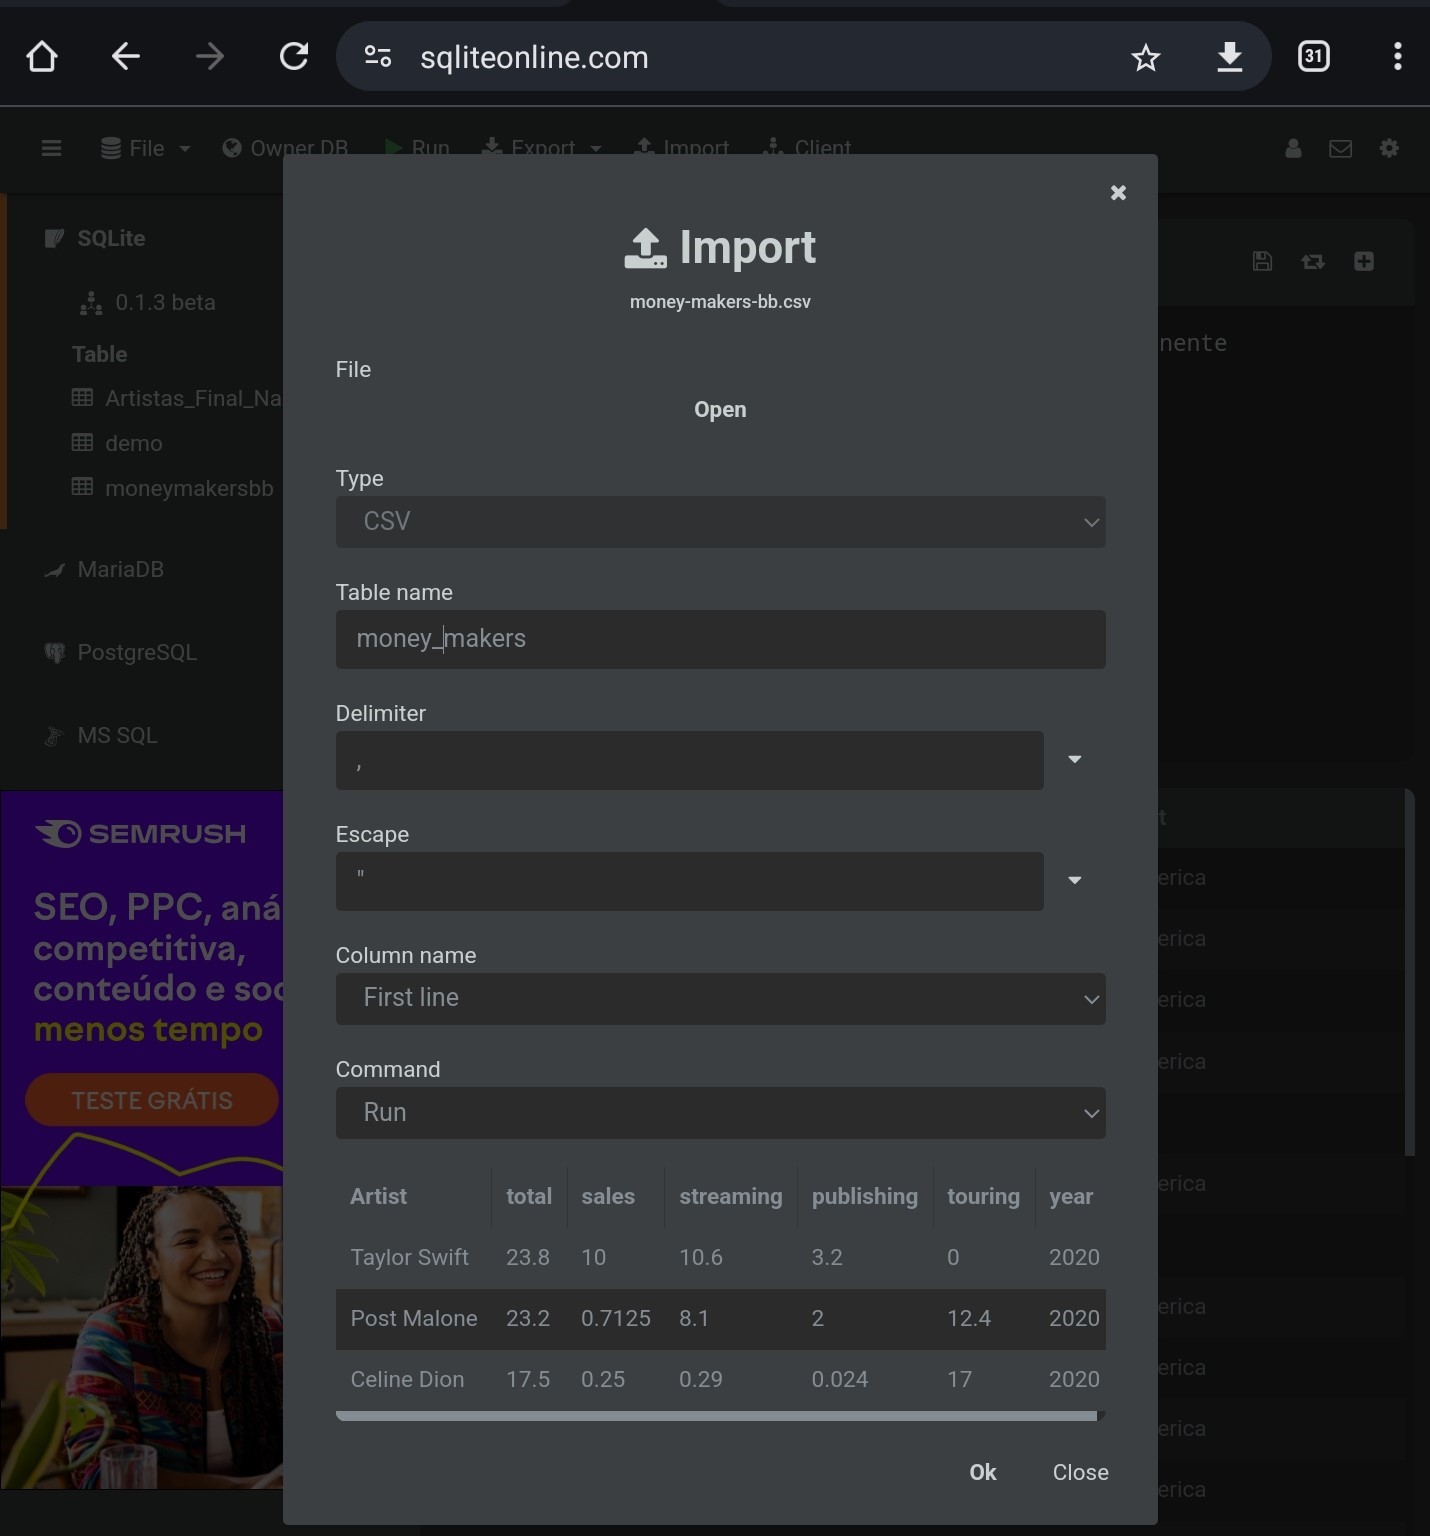 31
sqliteonline.com
File
Owner DB
Run
Export
Import
Client
SQLite
0.1.3 beta
Table
Artistas_Final_Na
demo
moneymakersbb
MariaDB
PostgreSQL
MS SQL
SEMRUSH
SEO, PPC, aná
competitiva,
conteúdo e soc
menos tempo
TESTE GRÁTIS
Import
money-makers-bb.csv
File
Open
Type
CSV
Table name
money_makers
Delimiter
,
Escape
"
Column name
First line
Command
Run
Artist total sales streaming publishing touring year
Taylor Swift 23.8 10 10.6 3.2 0 2020
Post Malone 23.2 0.7125 8.1 2 12.4 2020
Celine Dion 17.5 0.25 0.29 0.024 17 2020
Ok Close
nente
t
erica
erica
erica
erica
erica
erica
erica
erica
erica